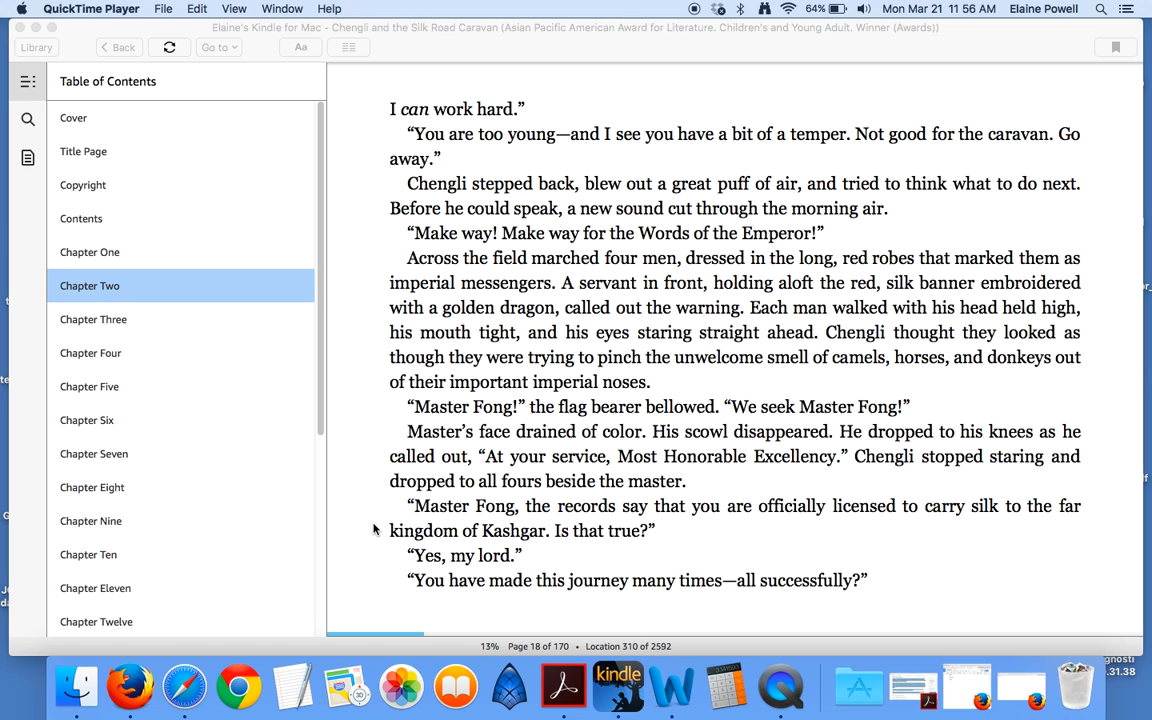 QuickTime Player File Edit View Window Help 64% Mon Mar 21 11 56 AM Elaine Powell
Elaine's Kindle for Mac - Chengli and the Silk Road Caravan (Asian Pacific American Award for Literature. Children's and Young Adult. Winner (Awards))
Library Back Go to Aa
Table of Contents
Cover
Title Page
Copyright
Contents
Chapter One
Chapter Two
Chapter Three
Chapter Four
Chapter Five
Chapter Six
Chapter Seven
Chapter Eight
Chapter Nine
Chapter Ten
Chapter Eleven
Chapter Twelve
I can work hard.”
“You are too young—and I see you have a bit of a temper. Not good for the caravan. Go
away.”
Chengli stepped back, blew out a great puff of air, and tried to think what to do next.
Before he could speak, a new sound cut through the morning air.
“Make way! Make way for the Words of the Emperor!”
Across the field marched four men, dressed in the long, red robes that marked them as
imperial messengers. A servant in front, holding aloft the red, silk banner embroidered
with a golden dragon, called out the warning. Each man walked with his head held high,
his mouth tight, and his eyes staring straight ahead. Chengli thought they looked as
though they were trying to pinch the unwelcome smell of camels, horses, and donkeys out
of their important imperial noses.
“Master Fong!” the flag bearer bellowed. “We seek Master Fong!”
Master’s face drained of color. His scowl disappeared. He dropped to his knees as he
called out, “At your service, Most Honorable Excellency.” Chengli stopped staring and
dropped to all fours beside the master.
“Master Fong, the records say that you are officially licensed to carry silk to the far
kingdom of Kashgar. Is that true?”
“Yes, my lord.”
“You have made this journey many times—all successfully?”
13% Page 18 of 170 • Location 310 of 2592
kindle
gnosti
.31.38